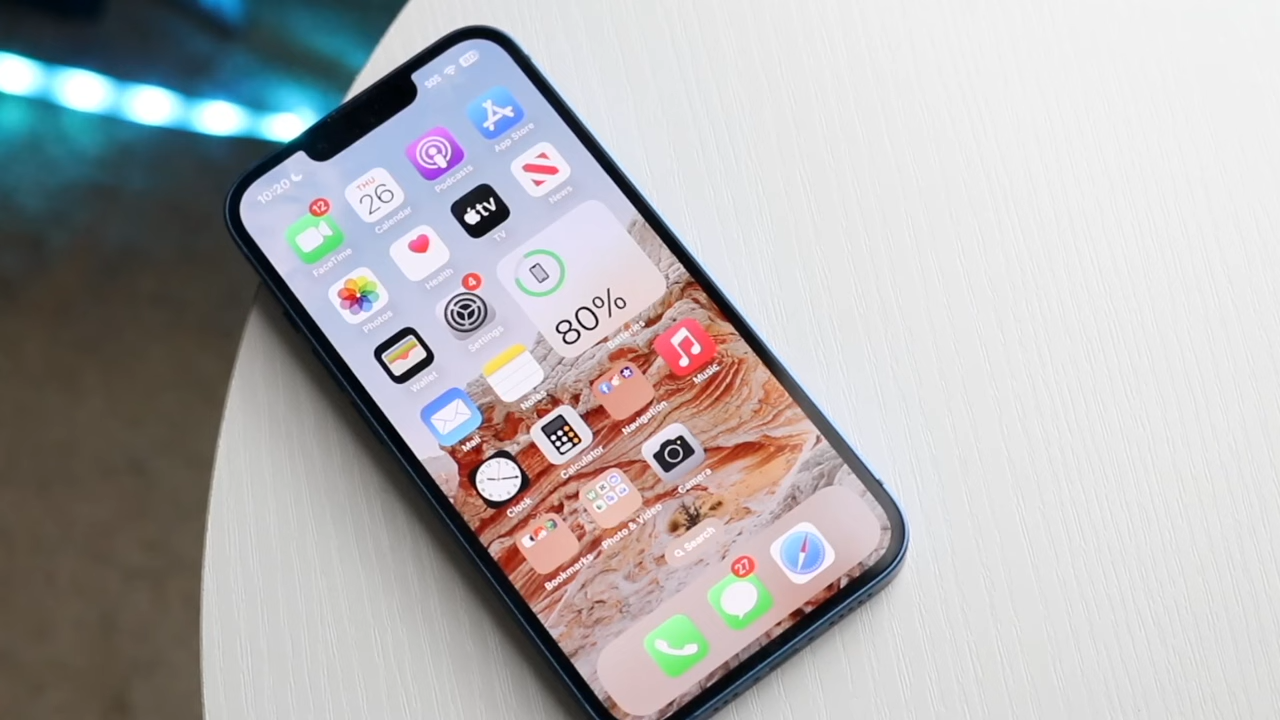 10:20
SOS
12
FaceTime
THU
26
Calendar
Podcasts
App Store
Photos
Health
tv
TV
News
Wallet
4
Settings
80%
Batteries
Mail
Notes
Clock
Calculator
Navigation
Music
Bookmarks
Photo & Video
Camera
Search
27